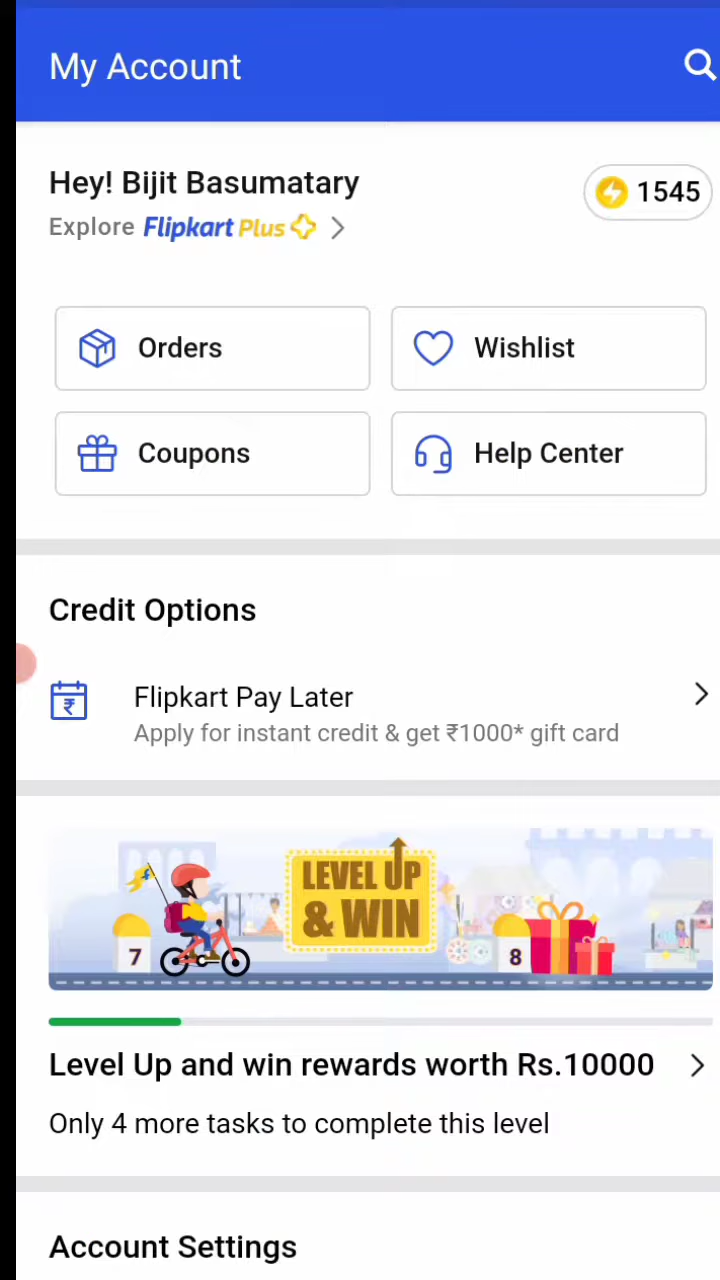 My Account
Hey! Bijit Basumatary
1545
Explore Flipkart Plus
Orders
Wishlist
Coupons
Help Center
Credit Options
₹
Flipkart Pay Later
Apply for instant credit & get ₹1000* gift card
LEVEL UP
& WIN
7
8
Level Up and win rewards worth Rs.10000
Only 4 more tasks to complete this level
Account Settings